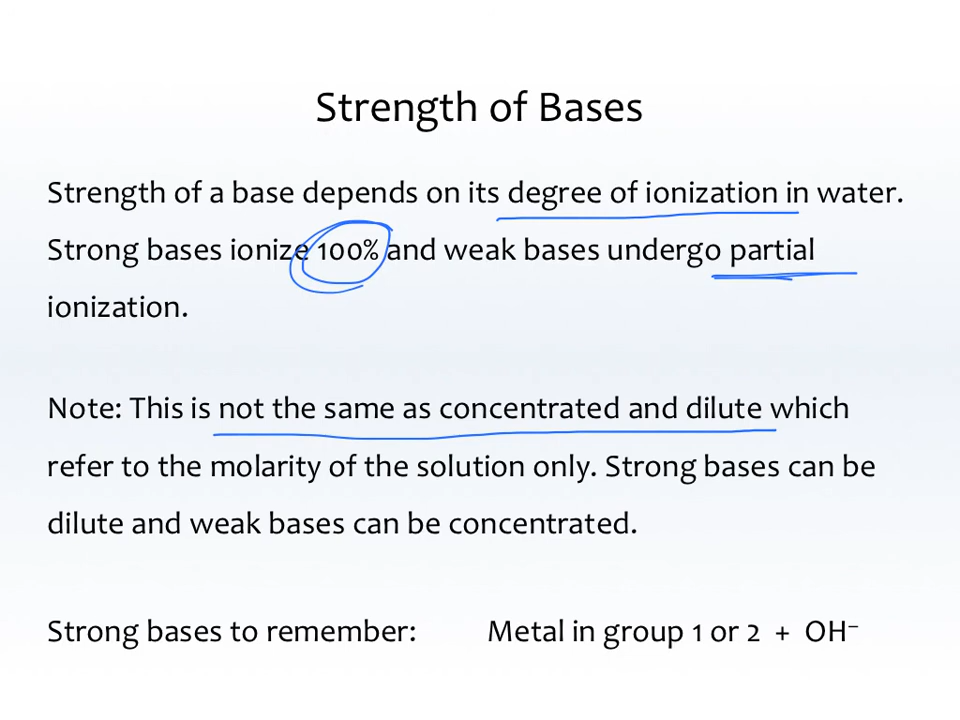 Strength of Bases
Strength of a base depends on its degree of ionization in water.
Strong bases ionize 100% and weak bases undergo partial
ionization.
Note: This is not the same as concentrated and dilute which
refer to the molarity of the solution only. Strong bases can be
dilute and weak bases can be concentrated.
Strong bases to remember: Metal in group 1 or 2 + OH⁻